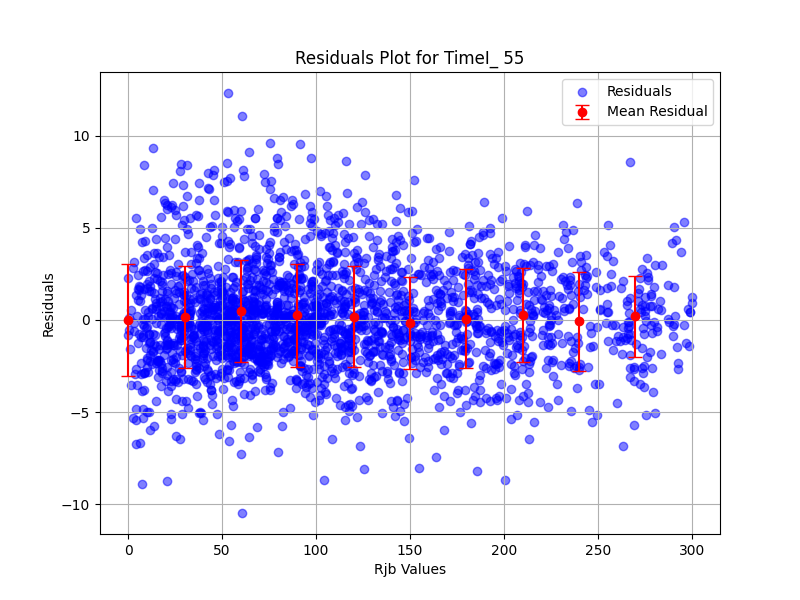 Residuals Plot for TimeI_ 55
Residuals
Mean Residual
10
5
0
−5
−10
Residuals
0 50 100 150 200 250 300
Rjb Values